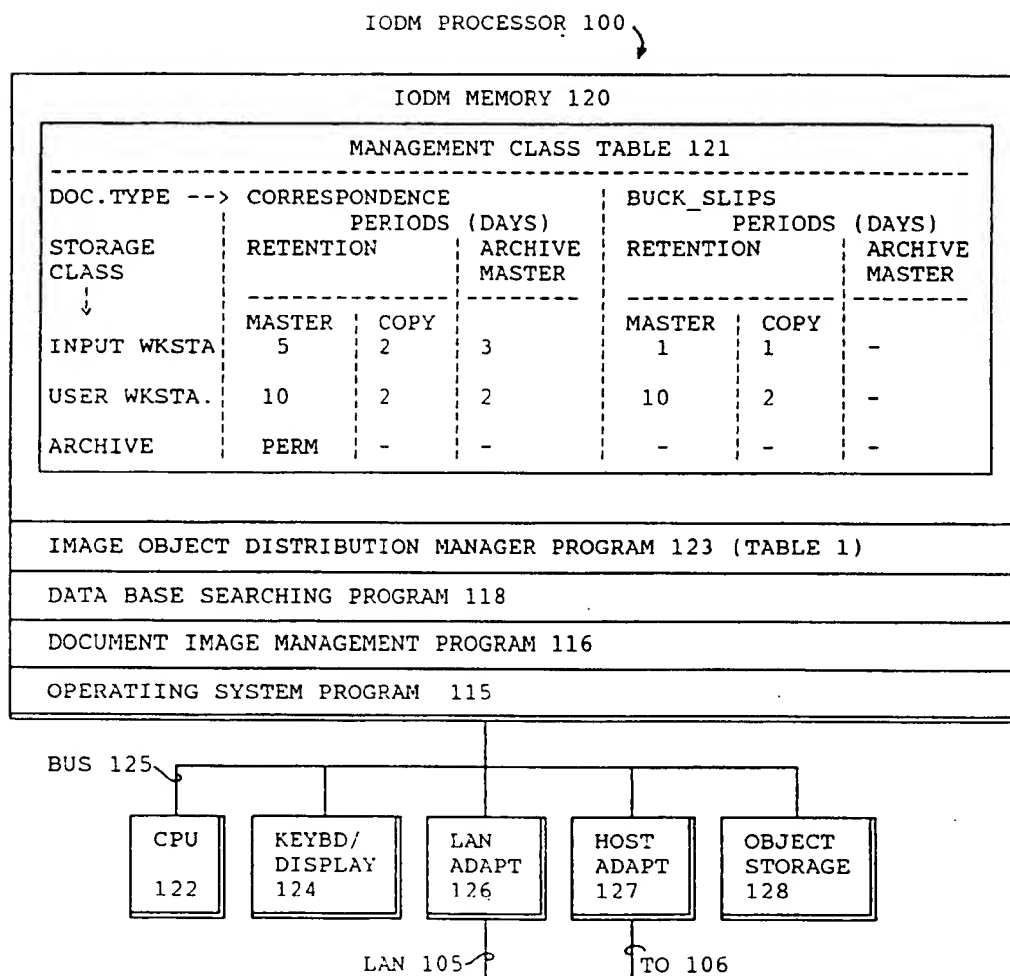 IODM PROCESSOR 100
IODM MEMORY 120
MANAGEMENT CLASS TABLE 121
DOC.TYPE --> CORRESPONDENCE BUCK_SLIPS
PERIODS (DAYS) PERIODS (DAYS)
STORAGE RETENTION ARCHIVE RETENTION ARCHIVE
CLASS MASTER MASTER
MASTER COPY MASTER COPY
INPUT WKSTA 5 2 3 1 1 -
USER WKSTA. 10 2 2 10 2 -
ARCHIVE PERM - - - - -
IMAGE OBJECT DISTRIBUTION MANAGER PROGRAM 123 (TABLE 1)
DATA BASE SEARCHING PROGRAM 118
DOCUMENT IMAGE MANAGEMENT PROGRAM 116
OPERATIING SYSTEM PROGRAM 115
BUS 125
CPU KEYBD/ LAN HOST OBJECT
DISPLAY ADAPT ADAPT STORAGE
122 124 126 127 128
LAN 105 TO 106